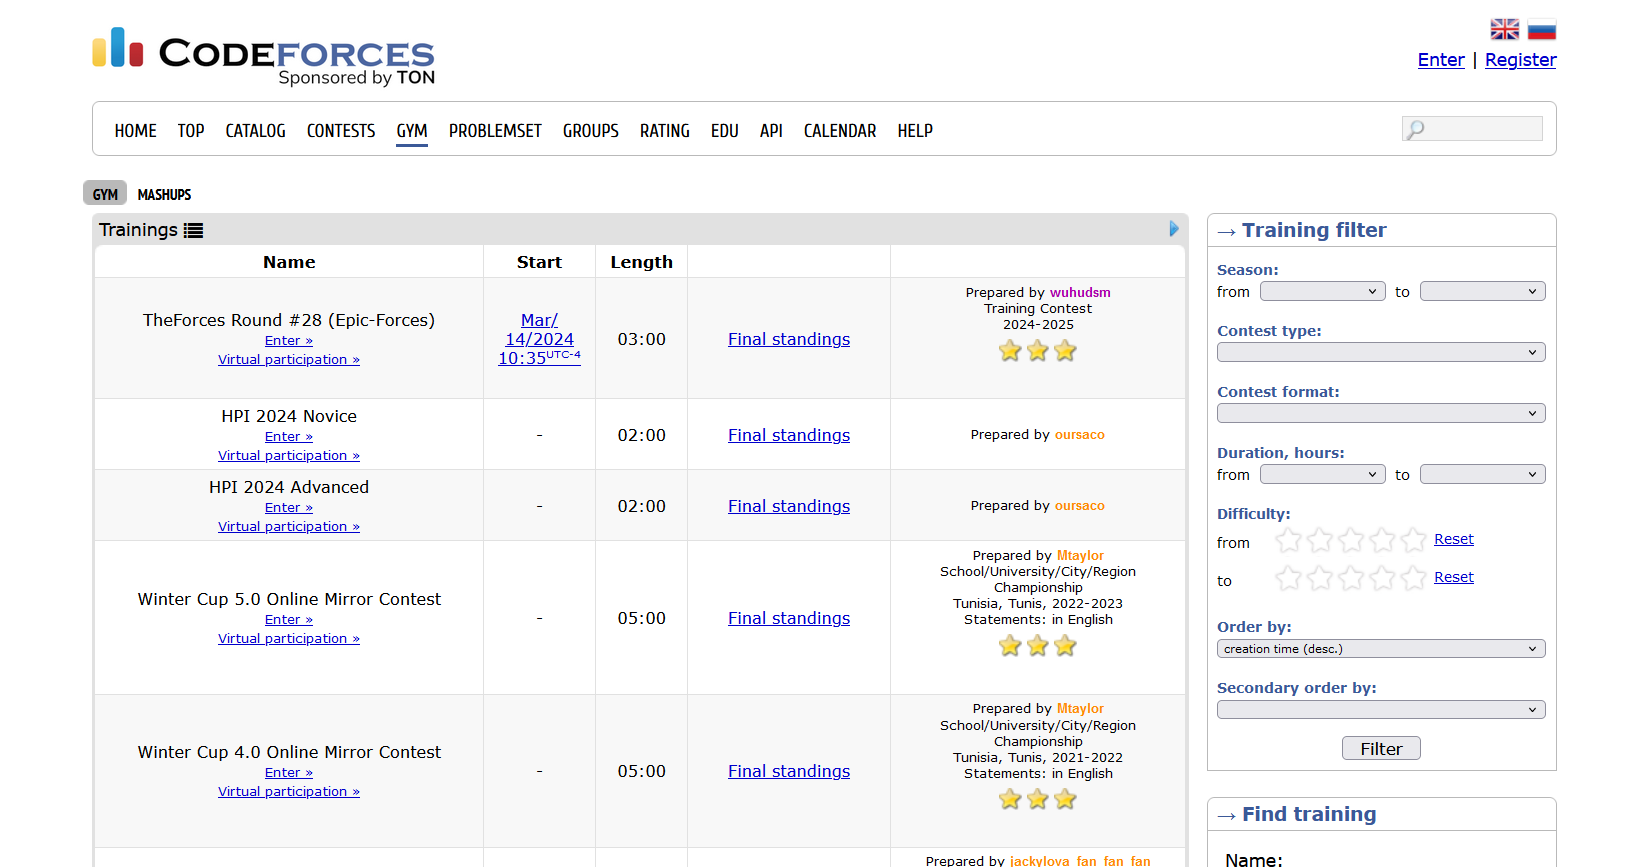 CODEFORCES
Sponsored by TON
Enter | Register
HOME TOP CATALOG CONTESTS GYM PROBLEMSET GROUPS RATING EDU API CALENDAR HELP
GYM MASHUPS
Trainings
Name Start Length
TheForces Round #28 (Epic-Forces)
Enter »
Virtual participation »
Mar/
14/2024
10:35UTC-4
03:00
Final standings
Prepared by wuhudsm
Training Contest
2024-2025
HPI 2024 Novice
Enter »
Virtual participation »
-
02:00
Final standings
Prepared by oursaco
HPI 2024 Advanced
Enter »
Virtual participation »
-
02:00
Final standings
Prepared by oursaco
Winter Cup 5.0 Online Mirror Contest
Enter »
Virtual participation »
-
05:00
Final standings
Prepared by Mtaylor
School/University/City/Region
Championship
Tunisia, Tunis, 2022-2023
Statements: in English
Winter Cup 4.0 Online Mirror Contest
Enter »
Virtual participation »
-
05:00
Final standings
Prepared by Mtaylor
School/University/City/Region
Championship
Tunisia, Tunis, 2021-2022
Statements: in English
Prepared by jackylova_fan_fan_fan
→ Training filter
Season:
from to
Contest type:
Contest format:
Duration, hours:
from to
Difficulty:
from Reset
to Reset
Order by:
creation time (desc.)
Secondary order by:
Filter
→ Find training
Name: